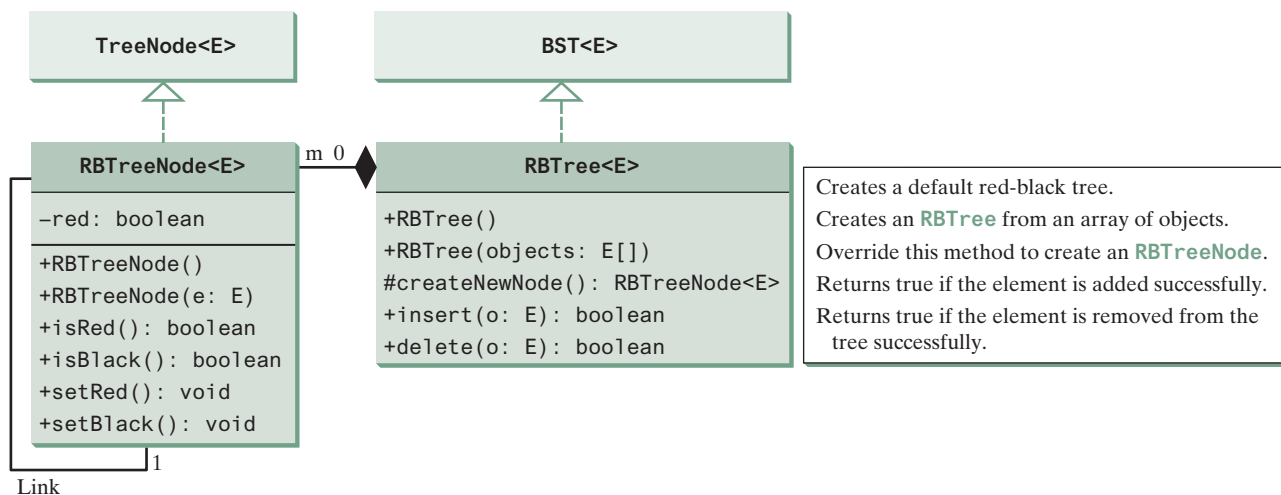 TreeNode<E>
BST<E>
RBTreeNode<E>
m 0
RBTree<E>
–red: boolean
+RBTreeNode()
+RBTreeNode(e: E)
+isRed(): boolean
+isBlack(): boolean
+setRed(): void
+setBlack(): void
1
Link
+RBTree()
+RBTree(objects: E[])
#createNewNode(): RBTreeNode<E>
+insert(o: E): boolean
+delete(o: E): boolean
Creates a default red-black tree.
Creates an RBTree from an array of objects.
Override this method to create an RBTreeNode.
Returns true if the element is added successfully.
Returns true if the element is removed from the
tree successfully.